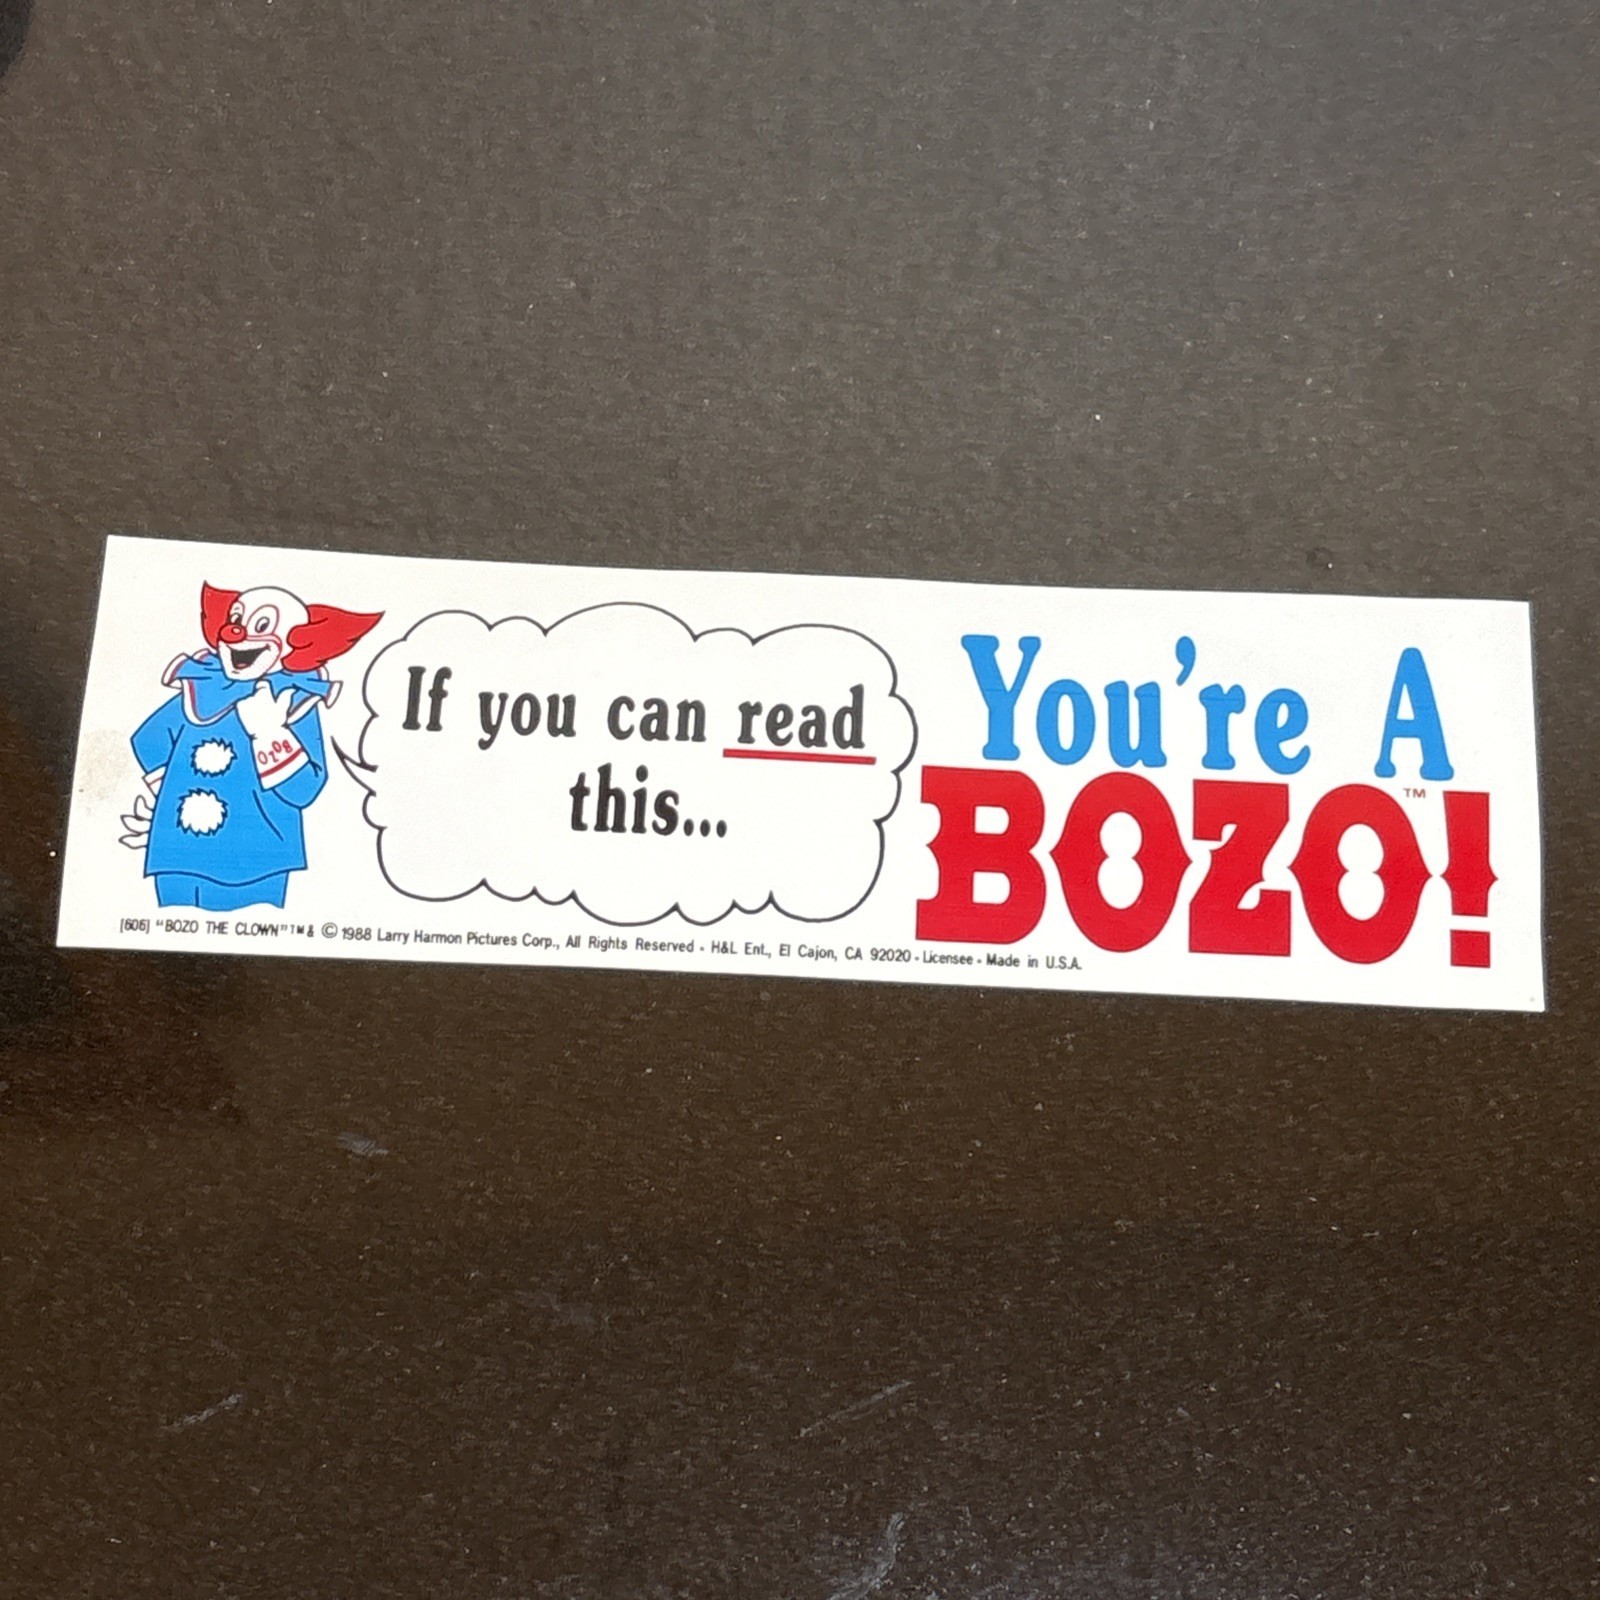 If you can read
this...
You're A
BOZO!™
BOZO
[606] "BOZO THE CLOWN"™& © 1988 Larry Harmon Pictures Corp., All Rights Reserved • H&L Ent., El Cajon, CA 92020 • Licensee • Made in U.S.A.